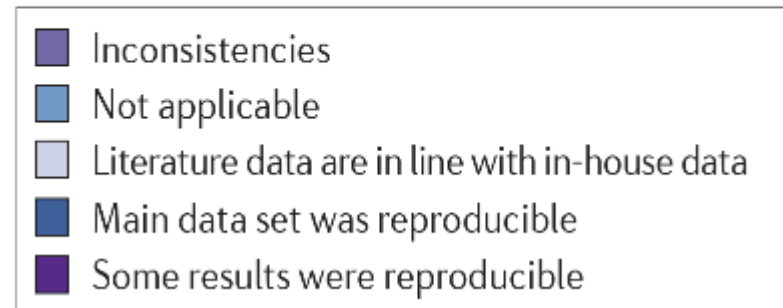 Inconsistencies
Not applicable
Literature data are in line with in-house data
Main data set was reproducible
Some results were reproducible